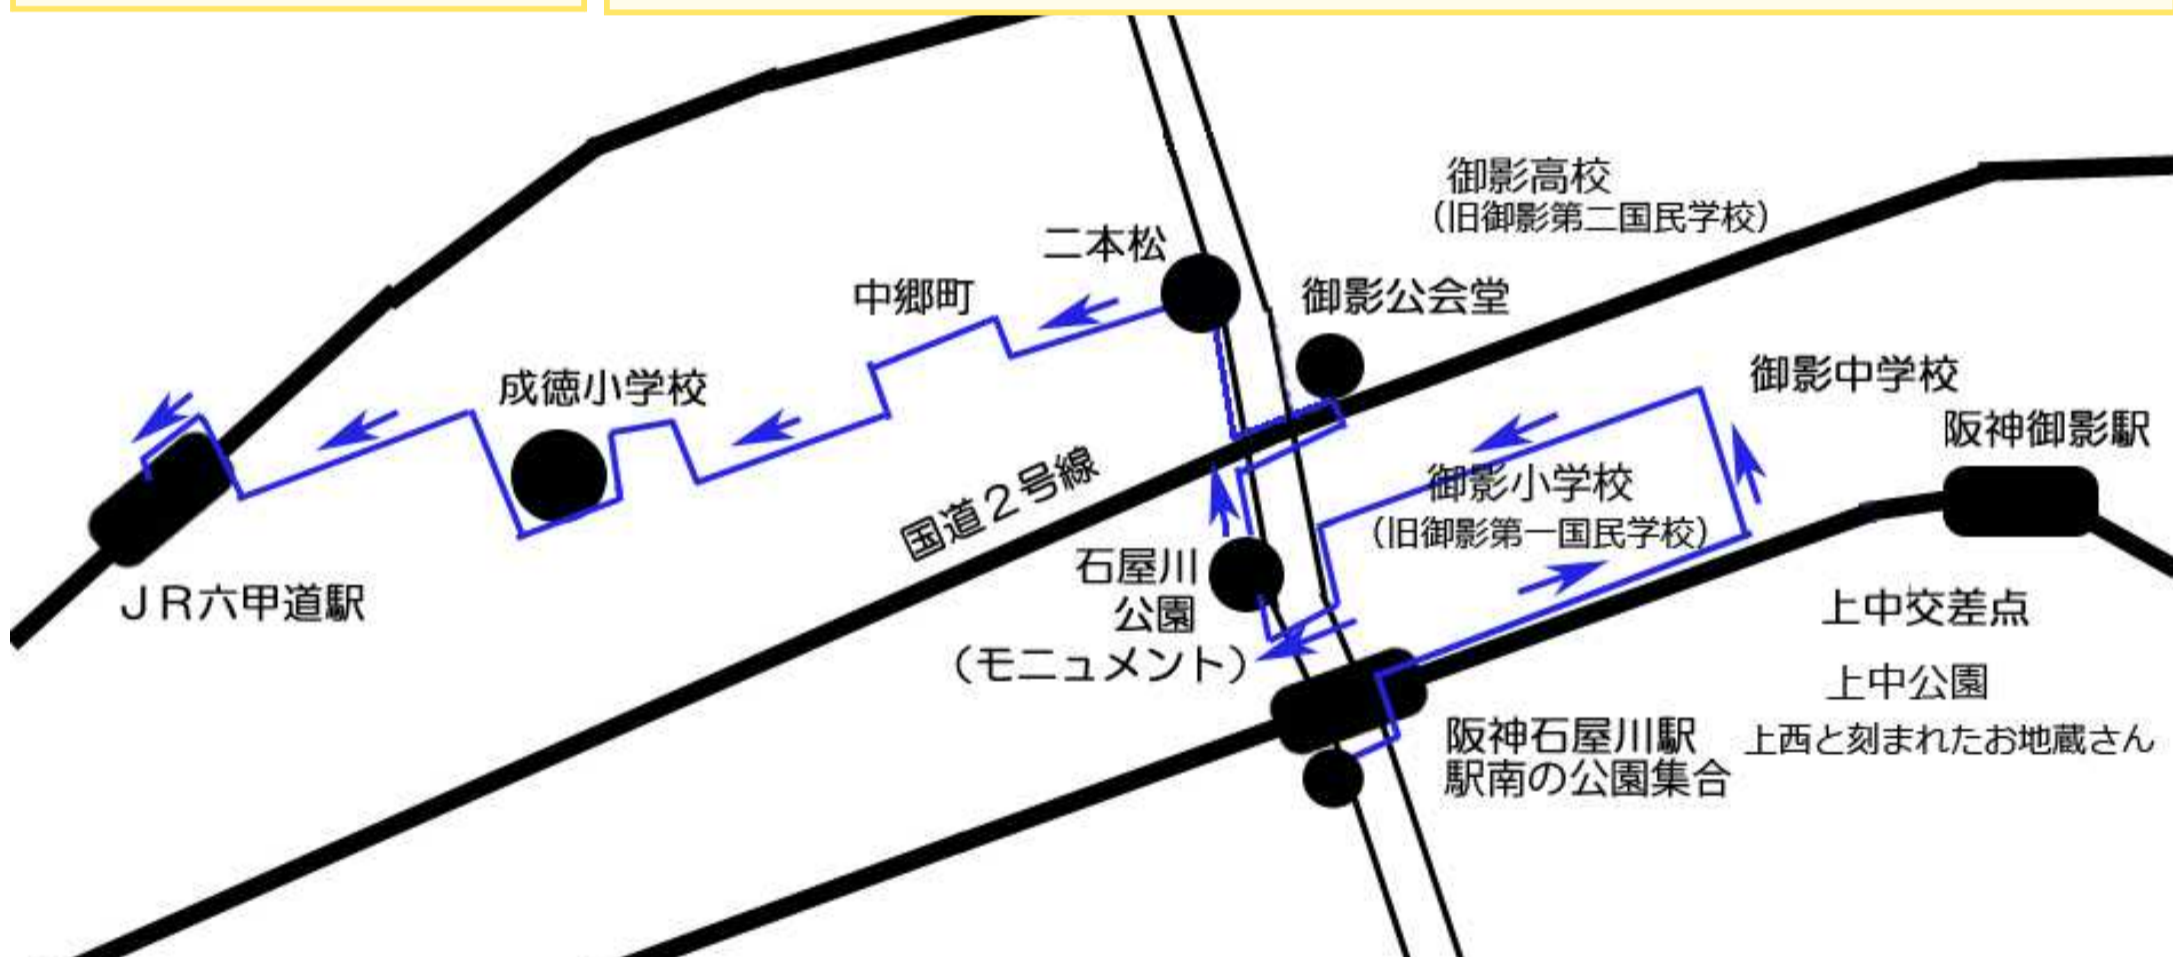 御影高校
（旧御影第二国民学校）
二本松
中郷町
御影公会堂
成徳小学校
御影中学校
阪神御影駅
御影小学校
（旧御影第一国民学校）
国道２号線
石屋川
公園
（モニュメント）
ＪＲ六甲道駅
上中交差点
上中公園
上西と刻まれたお地蔵さん
阪神石屋川駅
駅南の公園集合